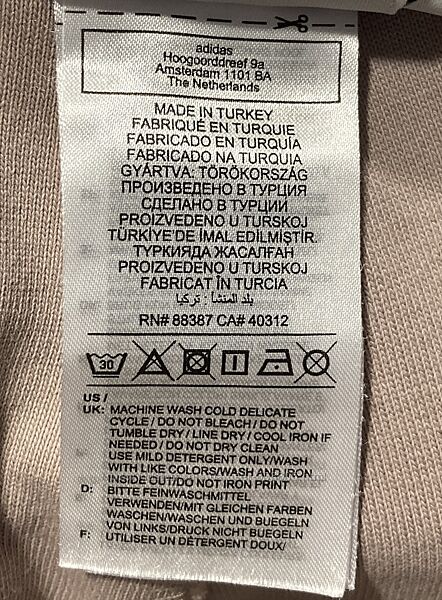 adidas
Hoogoorddreef 9a
Amsterdam 1101 BA
The Netherlands
MADE IN TURKEY
FABRIQUÉ EN TURQUIE
FABRICADO EN TURQUÍA
FABRICADO NA TURQUIA
GYÁRTVA: TÖRÖKORSZÁG
ПРОИЗВЕДЕНО В ТУРЦИЯ
СДЕЛАНО В ТУРЦИИ
PROIZVEDENO U TURSKOJ
TÜRKİYE'DE İMAL EDİLMİŞTİR.
ТУРКИЯДА ЖАСАЛҒАН
PROIZVEDENO U TURSKOJ
FABRICAT ÎN TURCIA
بلد المنشأ : تركيا
RN# 88387 CA# 40312
30
US /
UK: MACHINE WASH COLD DELICATE
CYCLE / DO NOT BLEACH / DO NOT
TUMBLE DRY / LINE DRY / COOL IRON IF
NEEDED / DO NOT DRY CLEAN
USE MILD DETERGENT ONLY/WASH
WITH LIKE COLORS/WASH AND IRON
INSIDE OUT/DO NOT IRON PRINT
D: BITTE FEINWASCHMITTEL
VERWENDEN/MIT GLEICHEN FARBEN
WASCHEN/WASCHEN UND BUEGELN
VON LINKS/DRUCK NICHT BUEGELN
F: UTILISER UN DÉTERGENT DOUX/